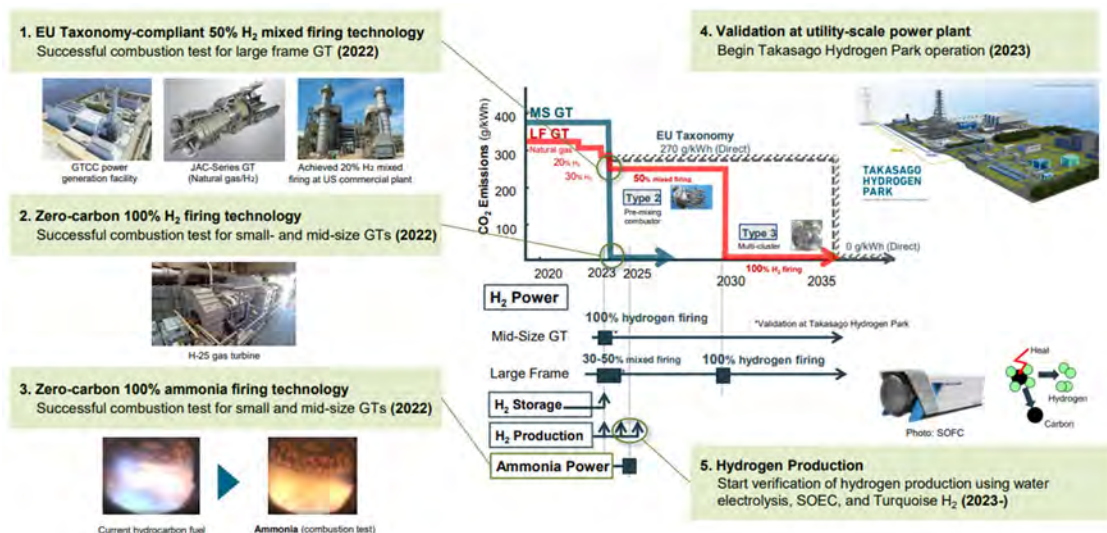 1. EU Taxonomy-compliant 50% H₂ mixed firing technology
Successful combustion test for large frame GT (2022)
GTCC power
generation facility
JAC-Series GT
(Natural gas/H₂)
Achieved 20% H₂ mixed
firing at US commercial plant
2. Zero-carbon 100% H₂ firing technology
Successful combustion test for small- and mid-size GTs (2022)
H-25 gas turbine
3. Zero-carbon 100% ammonia firing technology
Successful combustion test for small and mid-size GTs (2022)
Current hydrocarbon fuel
Ammonia (combustion test)
4. Validation at utility-scale power plant
Begin Takasago Hydrogen Park operation (2023)
TAKASAGO
HYDROGEN
PARK
CO₂ Emissions (g/kWh)
400
300
200
100
MS GT
LF GT
Natural gas
20% H₂
30% H₂
EU Taxonomy
270 g/kWh (Direct)
50% mixed firing
Type 2
Pre-mixing
combustor
Type 3
Multi-cluster
0 g/kWh (Direct)
100% H₂ firing
2020
2023
2025
2030
2035
H₂ Power
100% hydrogen firing
*Validation at Takasago Hydrogen Park
Mid-Size GT
30-50% mixed firing
100% hydrogen firing
Large Frame
H₂ Storage
H₂ Production
Ammonia Power
Photo: SOFC
Heat
Hydrogen
Carbon
5. Hydrogen Production
Start verification of hydrogen production using water
electrolysis, SOEC, and Turquoise H₂ (2023-)